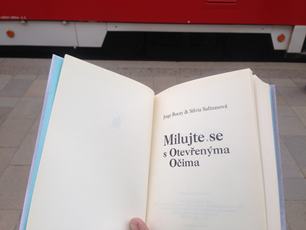 Jorge Bucay & Silvia Salinasová
Milujte se
s Otevřenýma
Očima